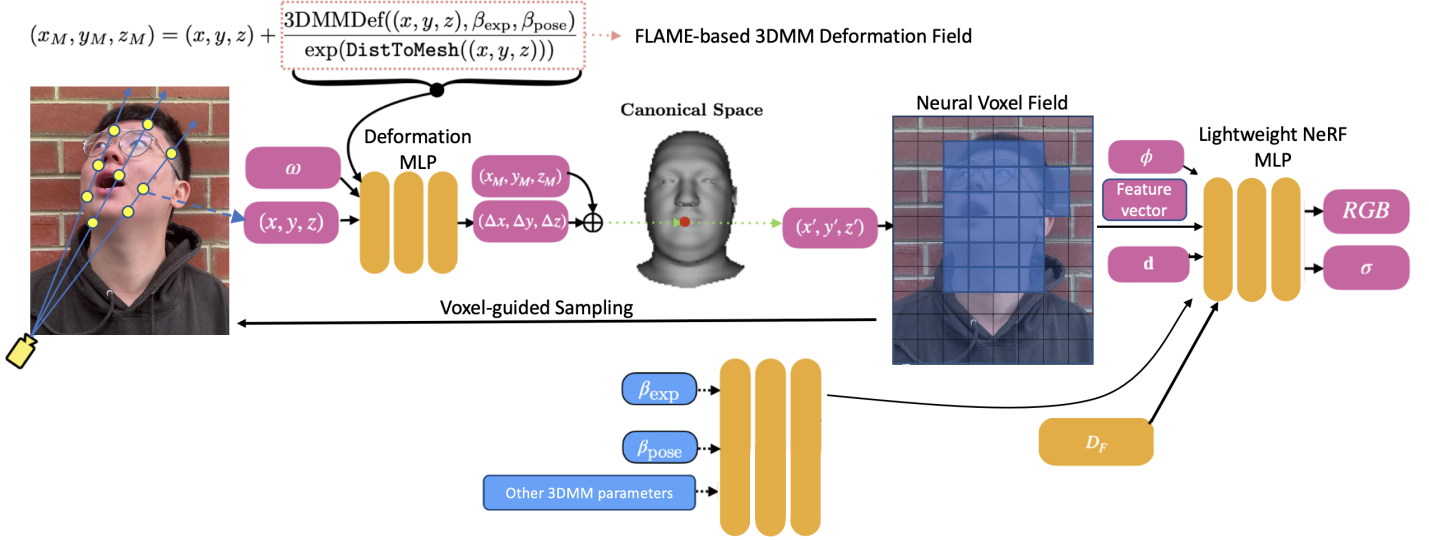 (x_M, y_M, z_M) = (x, y, z) + 3DMMDef((x, y, z), β_exp, β_pose) / exp(DistToMesh((x, y, z)))
FLAME-based 3DMM Deformation Field
Canonical Space
Neural Voxel Field
Deformation
MLP
Lightweight NeRF
MLP
ω
(x, y, z)
(x_M, y_M, z_M)
(Δx, Δy, Δz)
(x′, y′, z′)
ϕ
Feature
vector
d
RGB
σ
Voxel-guided Sampling
β_exp
β_pose
Other 3DMM parameters
D_F